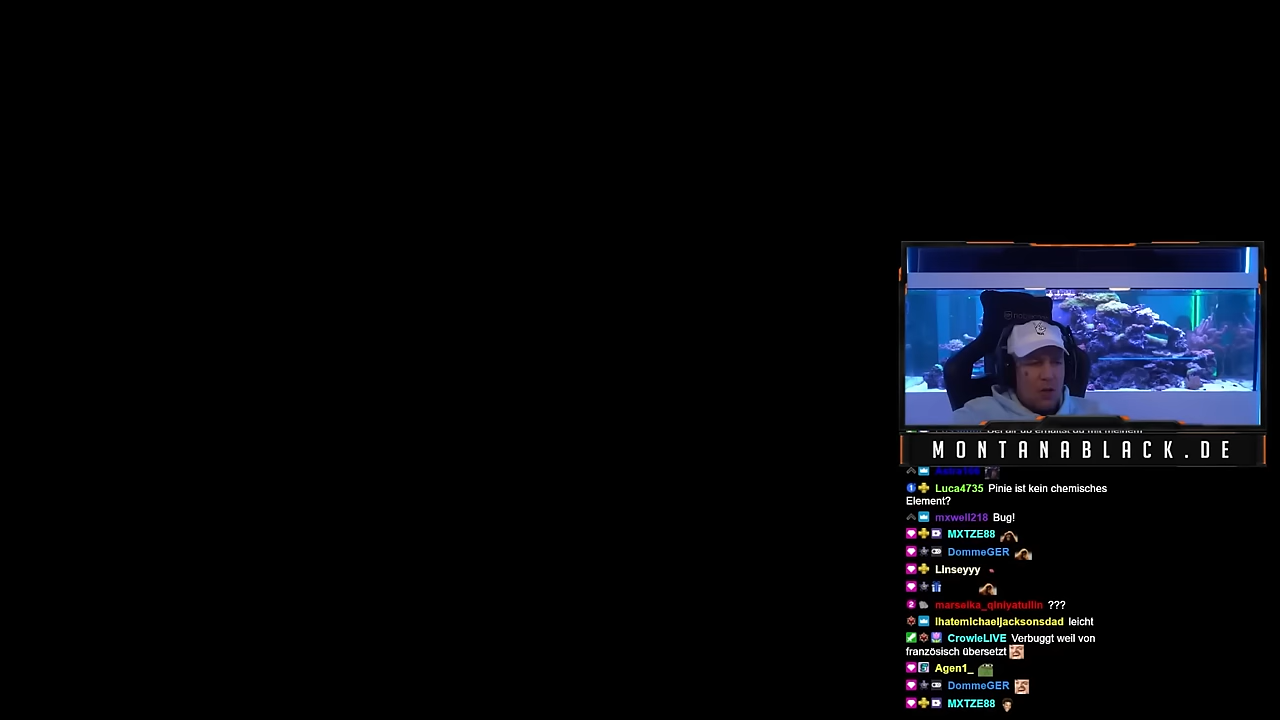 MONTANABLACK.DE
Luca4735 Pinie ist kein chemisches
Element?
mxwell218 Bug!
MXTZE88
DommeGER
LInseyyy
marselka_qiniyatullin ???
IhatemIchaeljacksonsdad leicht
CrowleLIVE Verbuggt weil von
französisch übersetzt
Agen1_
DommeGER
MXTZE88